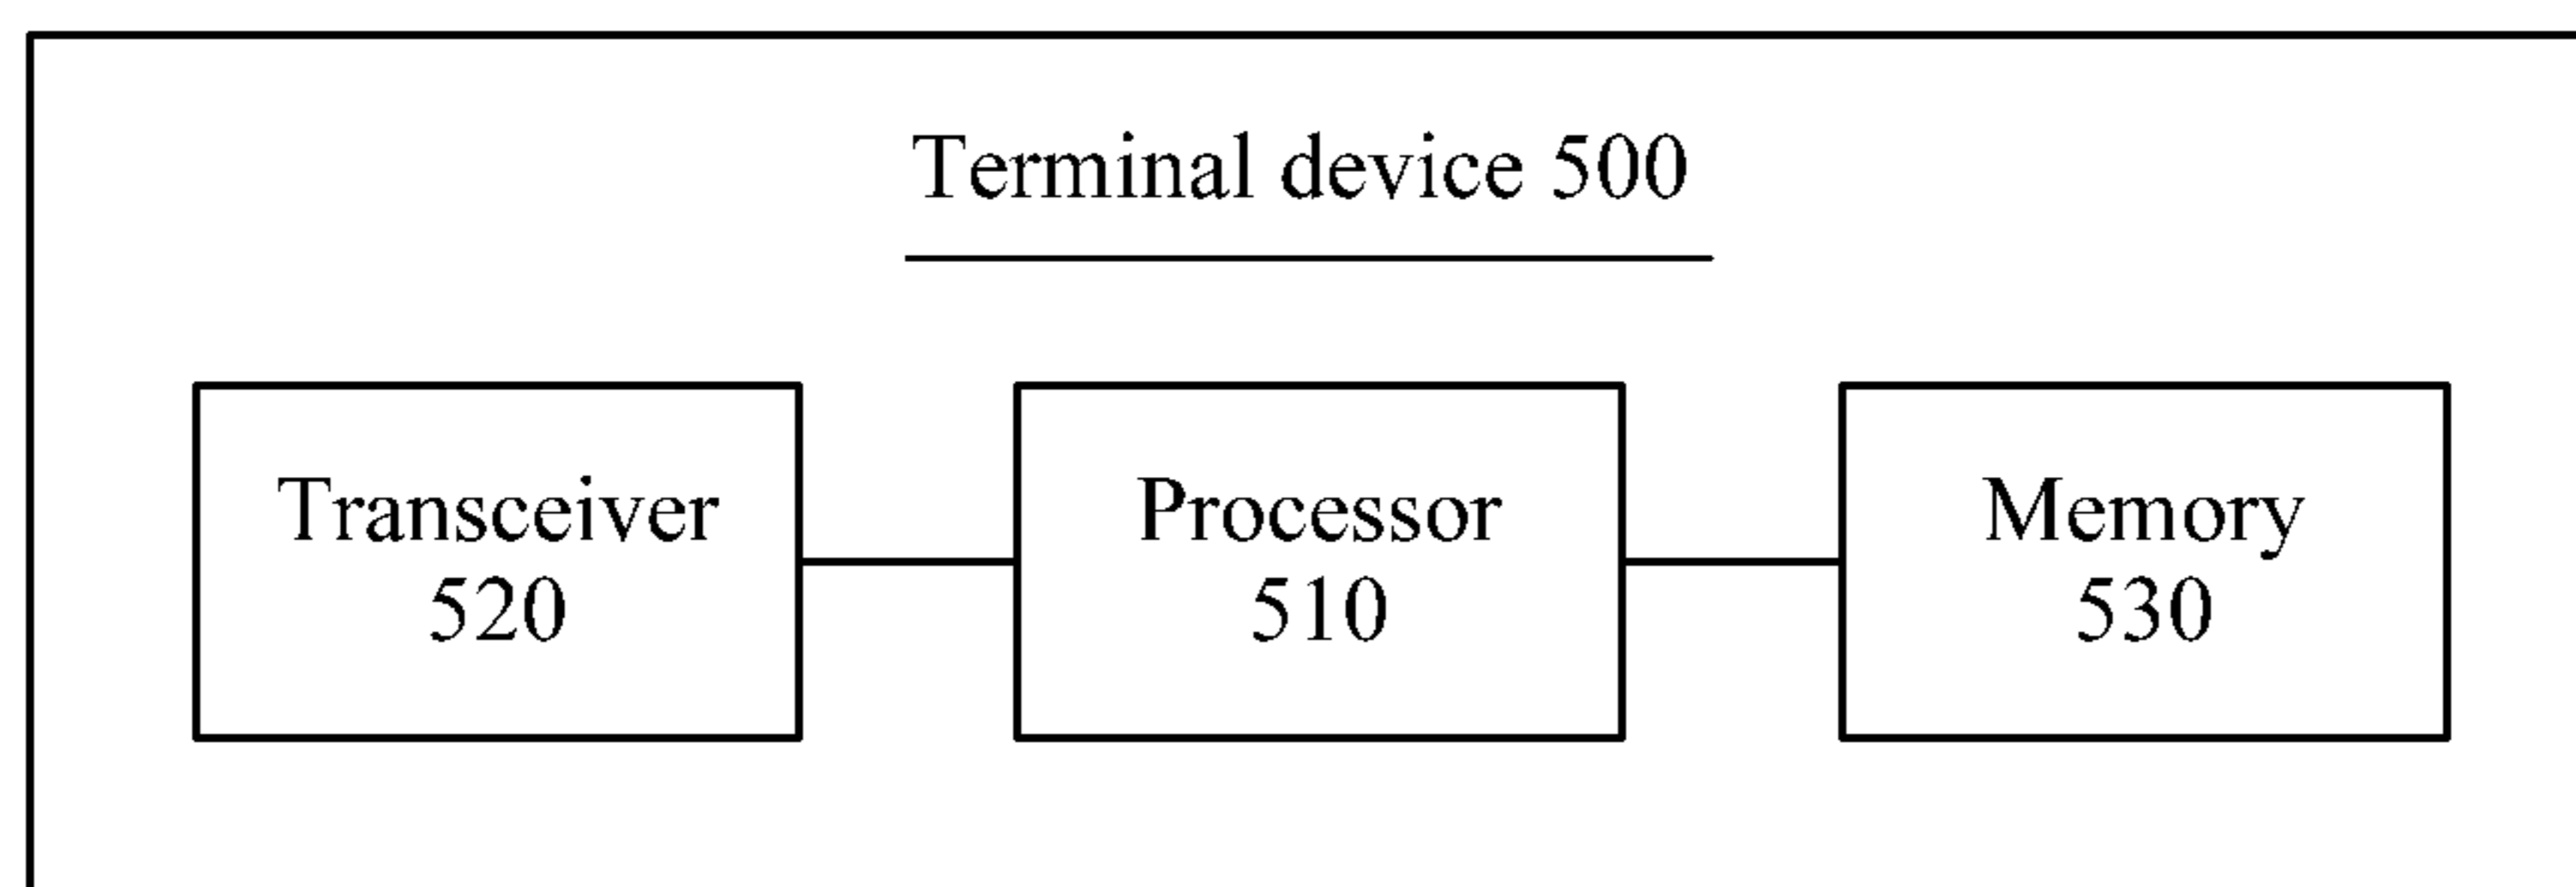 Terminal device 500
Transceiver
520
Processor
510
Memory
530